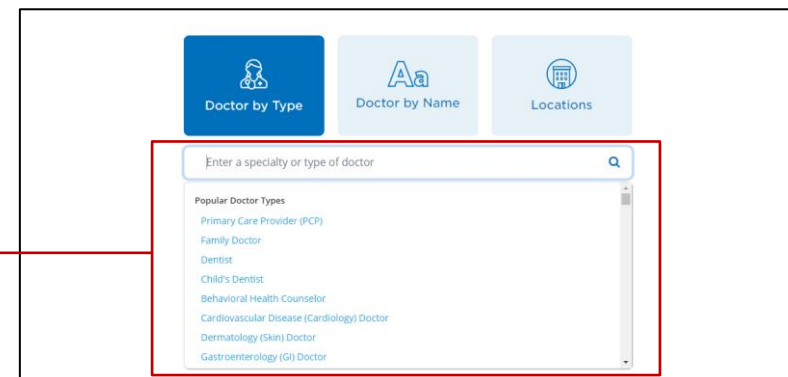 Aa
Doctor by Type
Doctor by Name
Locations
Enter a specialty or type of doctor
Popular Doctor Types
Primary Care Provider (PCP)
Family Doctor
Dentist
Child's Dentist
Behavioral Health Counselor
Cardiovascular Disease (Cardiology) Doctor
Dermatology (Skin) Doctor
Gastroenterology (GI) Doctor